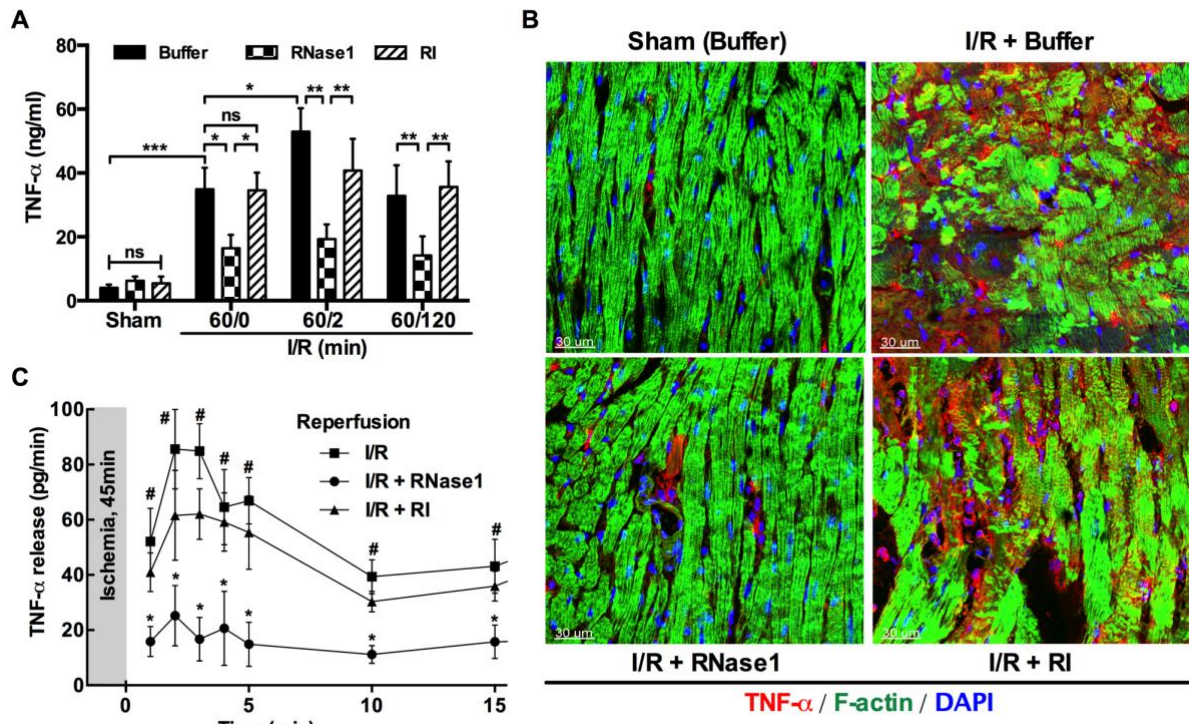 A
80
60
40
20
0
TNF-α (ng/ml)
Buffer
RNase1
RI
***
*
ns
*
*
**
**
**
**
ns
Sham
60/0
60/2
60/120
I/R (min)
B
Sham (Buffer)
I/R + Buffer
30 um
30 um
30 um
30 um
I/R + RNase1
I/R + RI
TNF-α / F-actin / DAPI
C
100
80
60
40
20
0
TNF-α release (pg/min)
Ischemia, 45min
Reperfusion
I/R
I/R + RNase1
I/R + RI
#
#
#
#
#
#
#
*
*
*
*
*
*
*
0
5
10
15
Time (min)